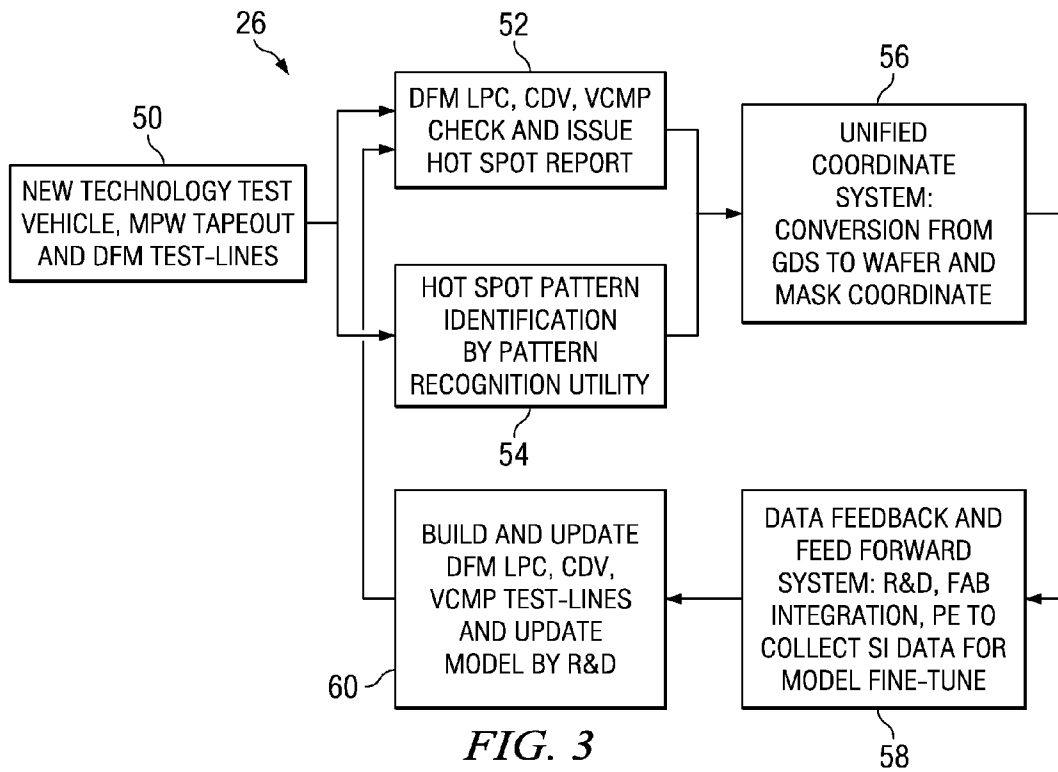 26
52
DFM LPC, CDV, VCMP
CHECK AND ISSUE
HOT SPOT REPORT
56
UNIFIED
COORDINATE
SYSTEM:
CONVERSION FROM
GDS TO WAFER AND
MASK COORDINATE
50
NEW TECHNOLOGY TEST
VEHICLE, MPW TAPEOUT
AND DFM TEST-LINES
HOT SPOT PATTERN
IDENTIFICATION
BY PATTERN
RECOGNITION UTILITY
54
BUILD AND UPDATE
DFM LPC, CDV,
VCMP TEST-LINES
AND UPDATE
MODEL BY R&D
60
DATA FEEDBACK AND
FEED FORWARD
SYSTEM: R&D, FAB
INTEGRATION, PE TO
COLLECT SI DATA FOR
MODEL FINE-TUNE
58
FIG. 3